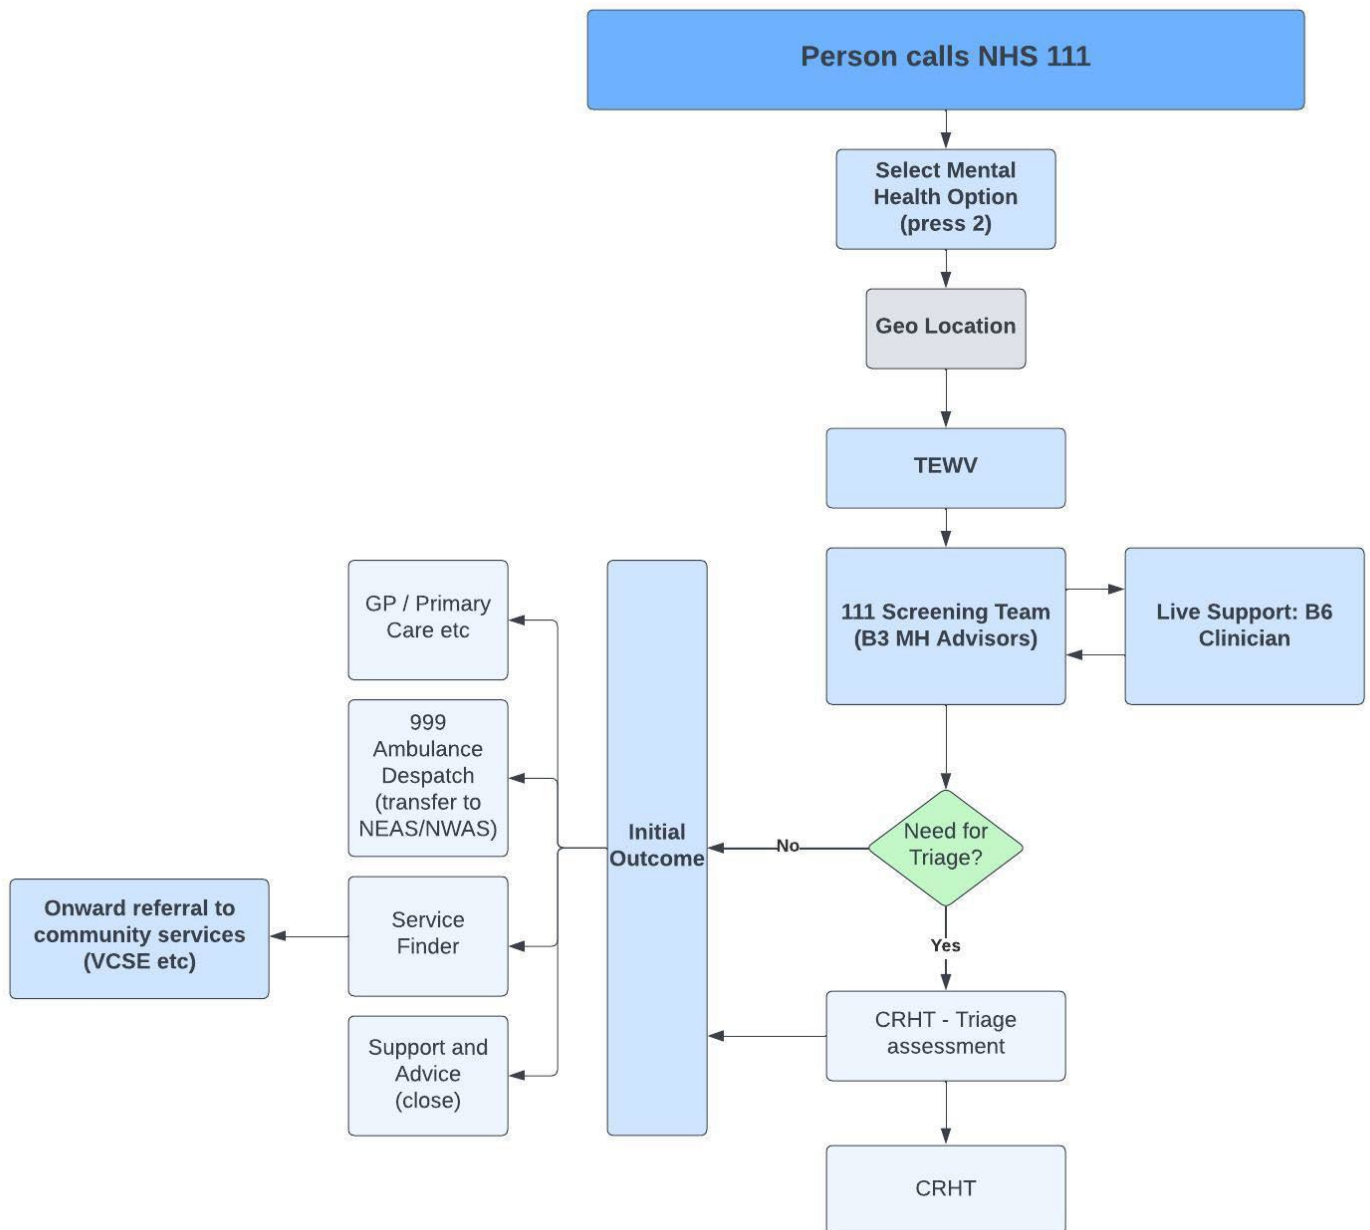 Person calls NHS 111
Select Mental
Health Option
(press 2)
Geo Location
TEWV
111 Screening Team
(B3 MH Advisors)
Live Support: B6
Clinician
GP / Primary
Care etc
999
Ambulance
Despatch
(transfer to
NEAS/NWAS)
Initial
Outcome
No
Need for
Triage?
Onward referral to
community services
(VCSE etc)
Service
Finder
Yes
CRHT - Triage
assessment
Support and
Advice
(close)
CRHT